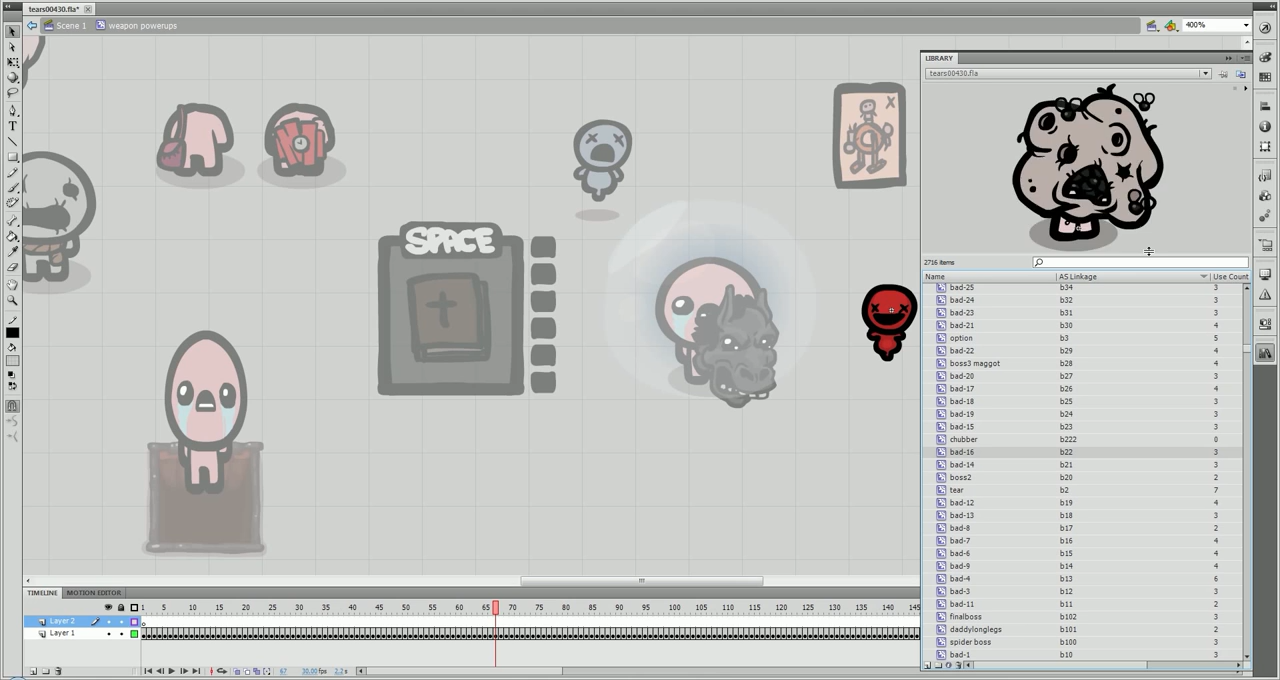 tears00430.fla*
Scene 1 weapon powerups
400%
SPACE
X
LIBRARY
tears00430.fla
2716 items
Name AS Linkage Use Count
bad-25 b34 3
bad-24 b32 3
bad-23 b31 3
bad-21 b30 4
option b3 5
bad-22 b29 4
boss3 maggot b28 4
bad-20 b27 3
bad-17 b26 4
bad-18 b25 3
bad-19 b24 3
bad-15 b23 3
chubber b222 0
bad-16 b22 3
bad-14 b21 3
boss2 b20 2
tear b2 7
bad-12 b19 4
bad-13 b18 3
bad-8 b17 2
bad-7 b16 4
bad-6 b15 4
bad-9 b14 4
bad-4 b13 6
bad-3 b12 3
bad-11 b11 2
finalboss b102 3
daddylonglegs b101 2
spider boss b100 3
bad-1 b10 3
TIMELINE MOTION EDITOR
1 5 10 15 20 25 30 35 40 45 50 55 60 65 70 75 80 85 90 95 100 105 110 115 120 125 130 135 140 145
Layer 2
Layer 1
67 30.00 fps 2.2 s